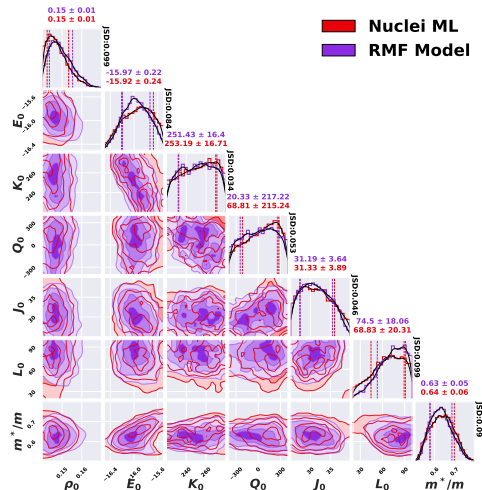 Nuclei ML
RMF Model
0.15 ± 0.01
0.15 ± 0.01
JSD:0.099
-15.97 ± 0.22
-15.92 ± 0.24
JSD:0.084
E₀
-15.6
-16.0
-16.4
251.43 ± 16.4
253.19 ± 16.71
JSD:0.034
K₀
260
240
20.33 ± 217.22
68.81 ± 215.24
JSD:0.053
Q₀
300
0
-300
31.19 ± 3.64
31.33 ± 3.89
JSD:0.046
J₀
35
30
74.5 ± 18.06
68.83 ± 20.31
JSD:0.099
L₀
90
60
30
0.63 ± 0.05
0.64 ± 0.06
JSD:0.09
m*/m
0.7
0.6
0.15 0.16 -16.4 -16.0 -15.6 240 260 -300 0 300 30 35 30 60 90 0.6 0.7
ρ₀ E₀ K₀ Q₀ J₀ L₀ m*/m